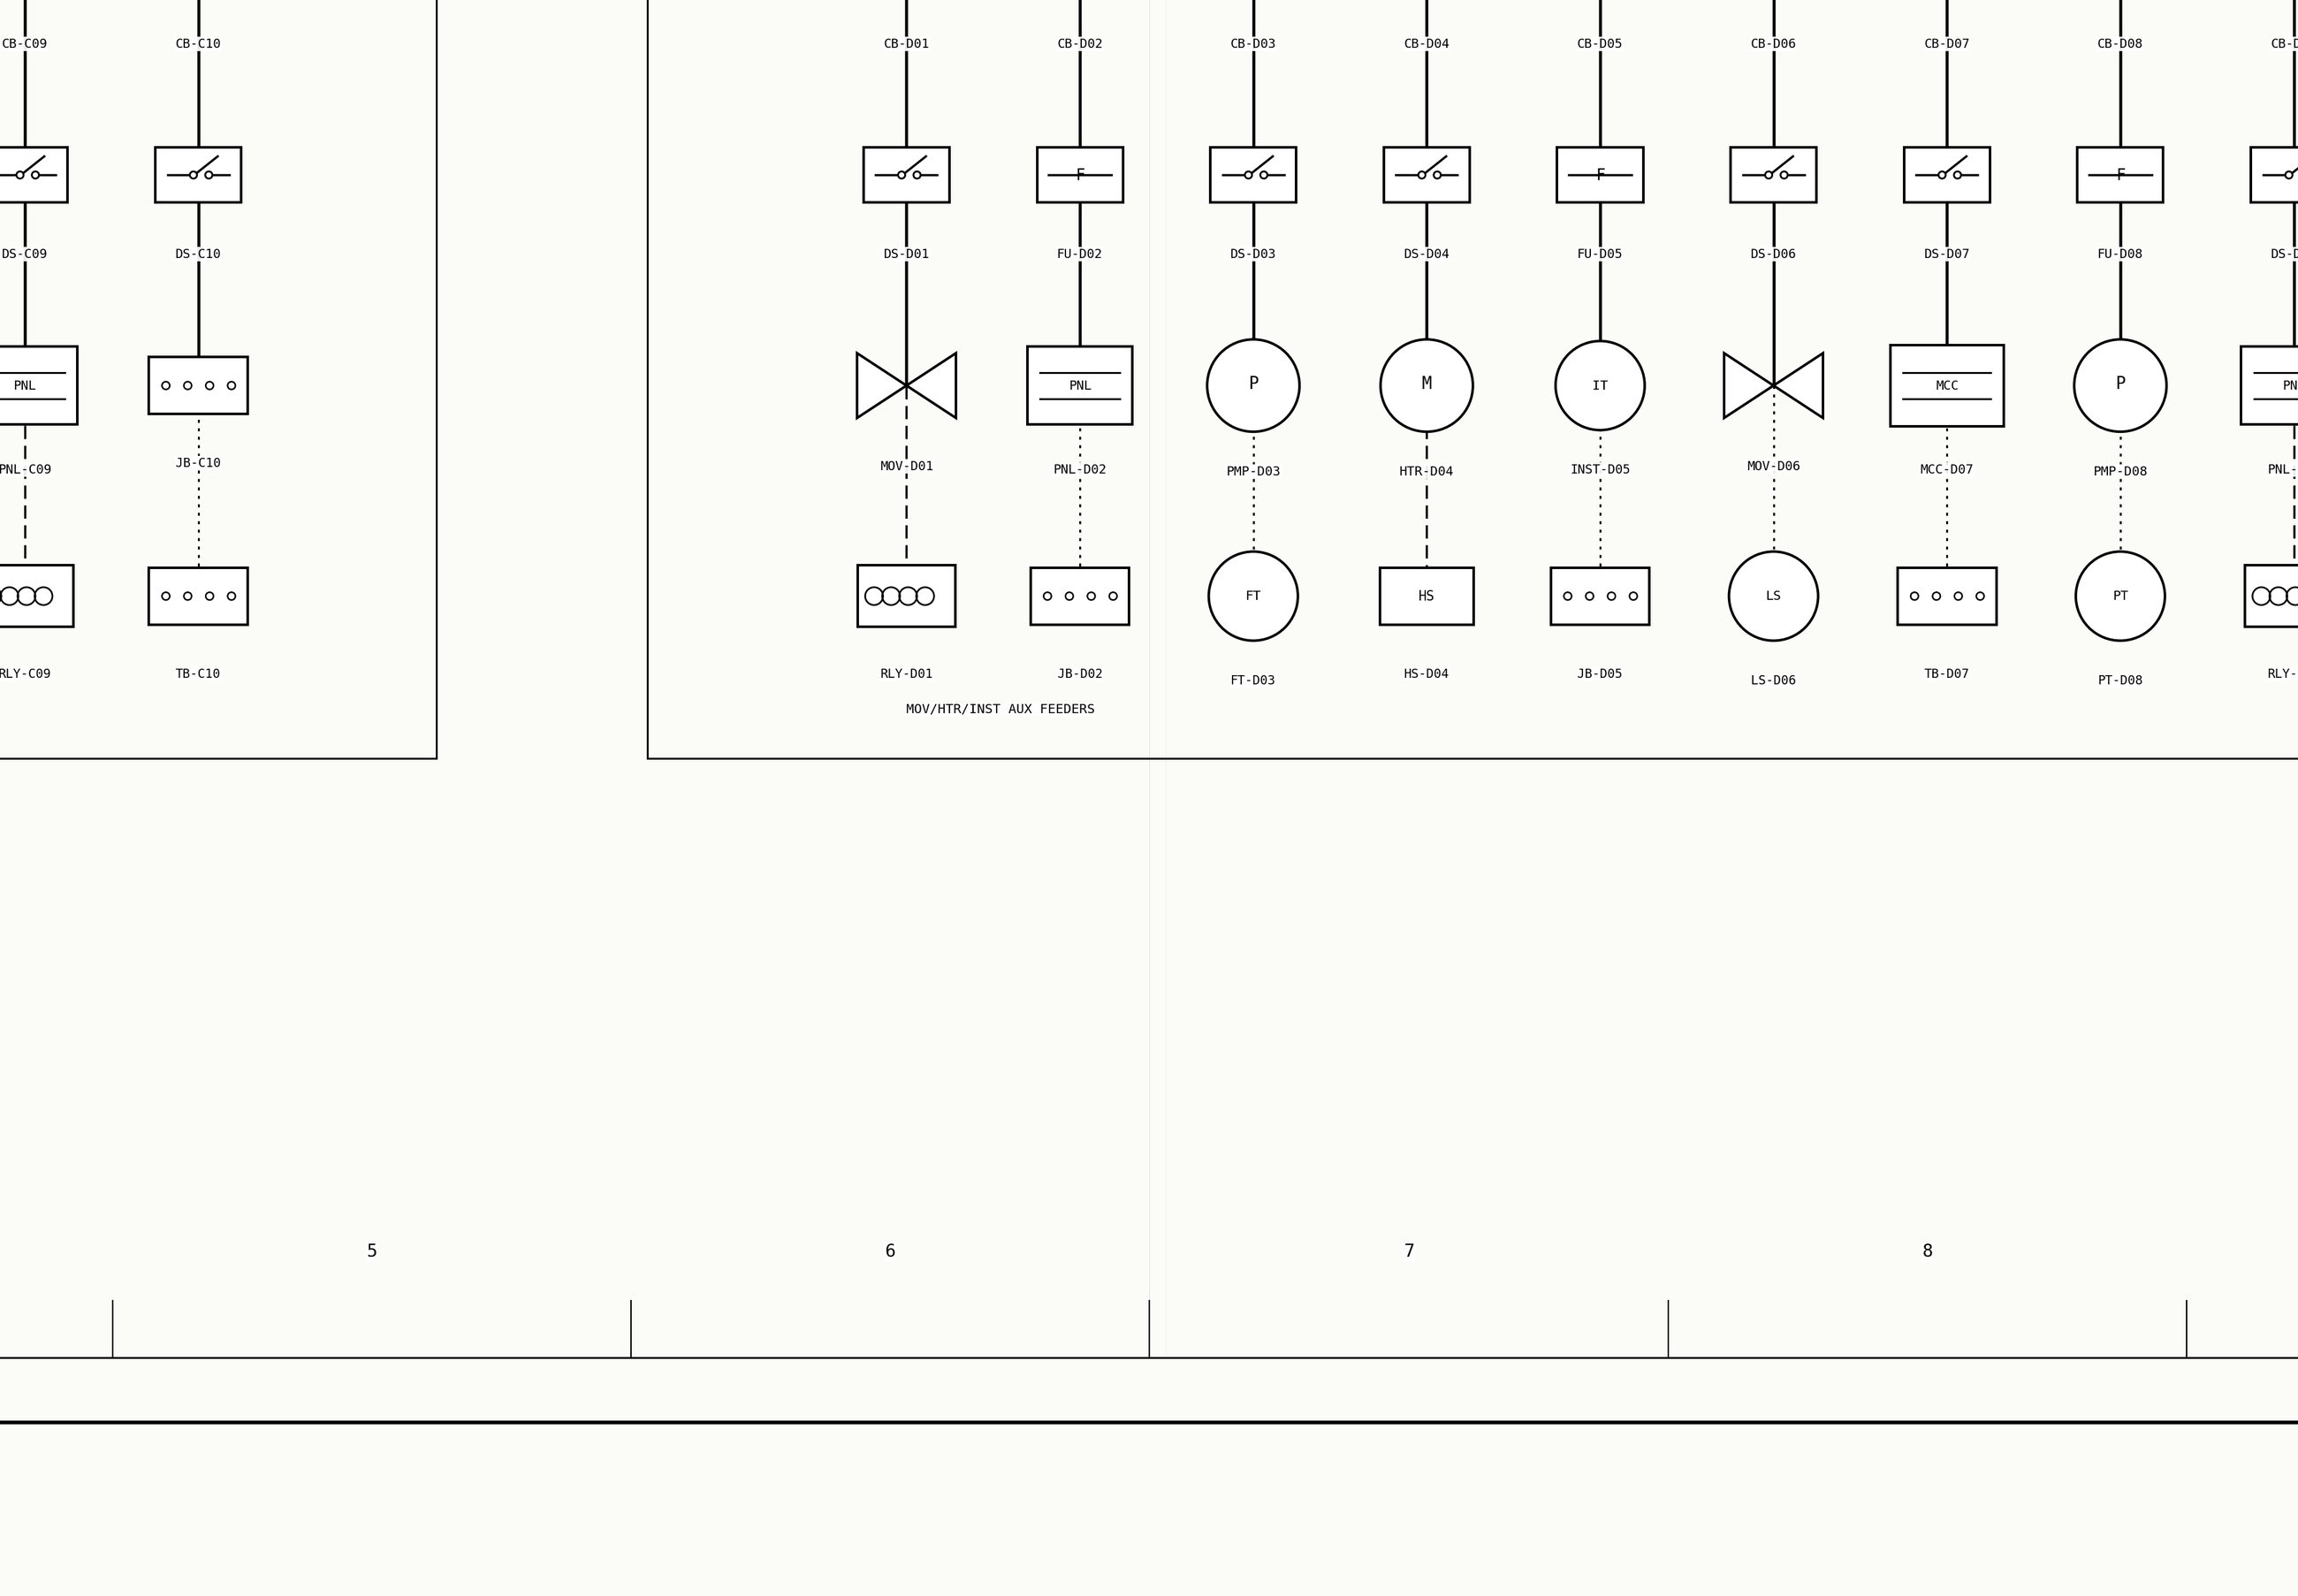 CB-C09 CB-C10 CB-D01 CB-D02 CB-D03 CB-D04 CB-D05 CB-D06 CB-D07 CB-D08
F F F
DS-C09 DS-C10 DS-D01 FU-D02 DS-D03 DS-D04 FU-D05 DS-D06 DS-D07 FU-D08
PNL PNL P M IT MCC P
PNL-C09 JB-C10 MOV-D01 PNL-D02 PMP-D03 HTR-D04 INST-D05 MOV-D06 MCC-D07 PMP-D08
FT HS LS PT
RLY-C09 TB-C10 RLY-D01 JB-D02 FT-D03 HS-D04 JB-D05 LS-D06 TB-D07 PT-D08
MOV/HTR/INST AUX FEEDERS
5 6 7 8